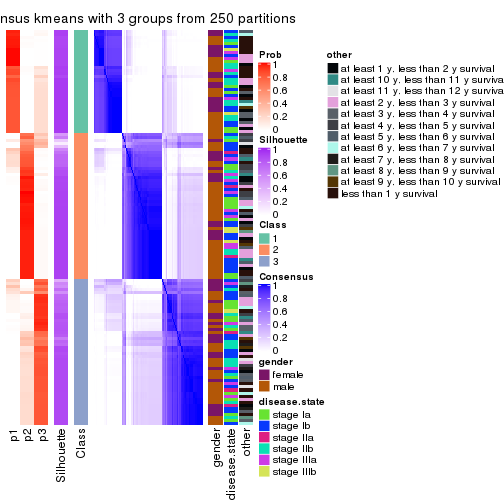 nsus kmeans with 3 groups from 250 partitions
Prob
1
0.8
0.6
0.4
0.2
0
Silhouette
1
0.8
0.6
0.4
0.2
0
Class
1
2
3
Consensus
1
0.8
0.6
0.4
0.2
0
gender
female
male
disease.state
stage Ia
stage Ib
stage IIa
stage IIb
stage IIIa
stage IIIb
other
at least 1 y. less than 2 y survival
at least 10 y. less than 11 y surviva
at least 11 y. less than 12 y surviva
at least 2 y. less than 3 y survival
at least 3 y. less than 4 y survival
at least 4 y. less than 5 y survival
at least 5 y. less than 6 y survival
at least 6 y. less than 7 y survival
at least 7 y. less than 8 y survival
at least 8 y. less than 9 y survival
at least 9 y. less than 10 y survival
less than 1 y survival
p1
p2
p3
Silhouette
Class
gender
disease.state
other